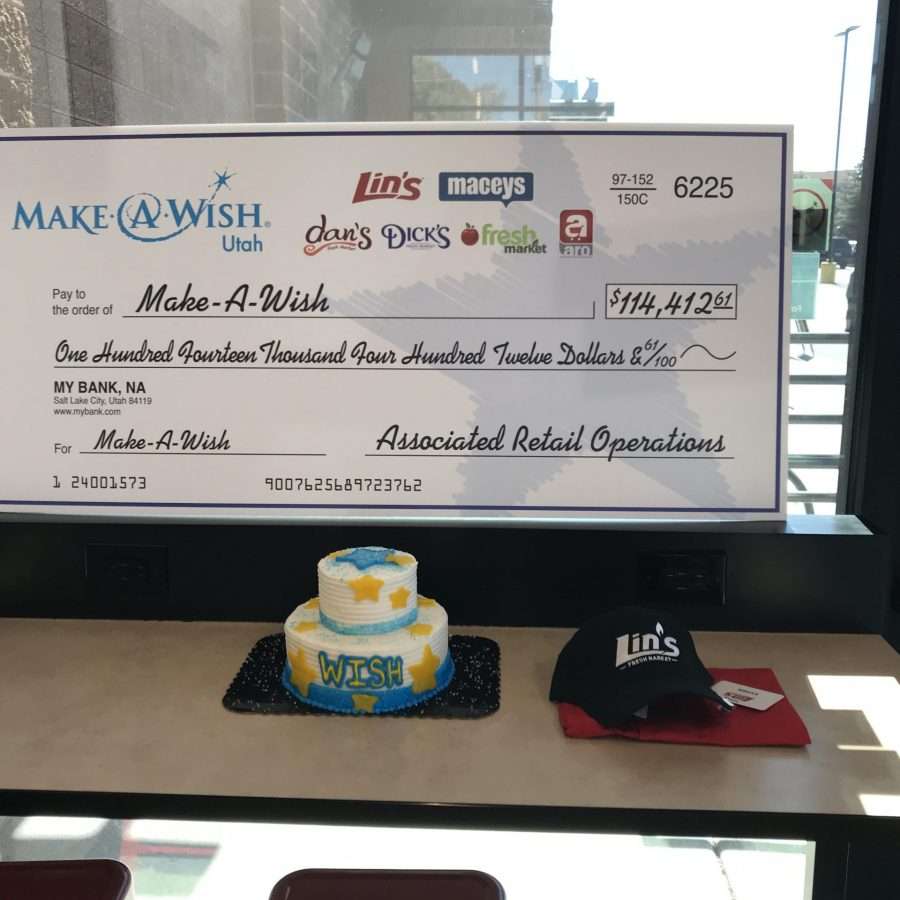 MAKE-A-WISH®
Utah
Lin's
maceys
dan's
DICK'S
fresh market
a
aro
97-152
150C
6225
Pay to
the order of
Make-A-Wish
$114,412 61
One Hundred Fourteen Thousand Four Hundred Twelve Dollars & 61/100
MY BANK, NA
Salt Lake City, Utah 84119
www.mybank.com
For
Make-A-Wish
Associated Retail Operations
1 24001573
9007625689723762
WISH
Lin's
FRESH MARKET